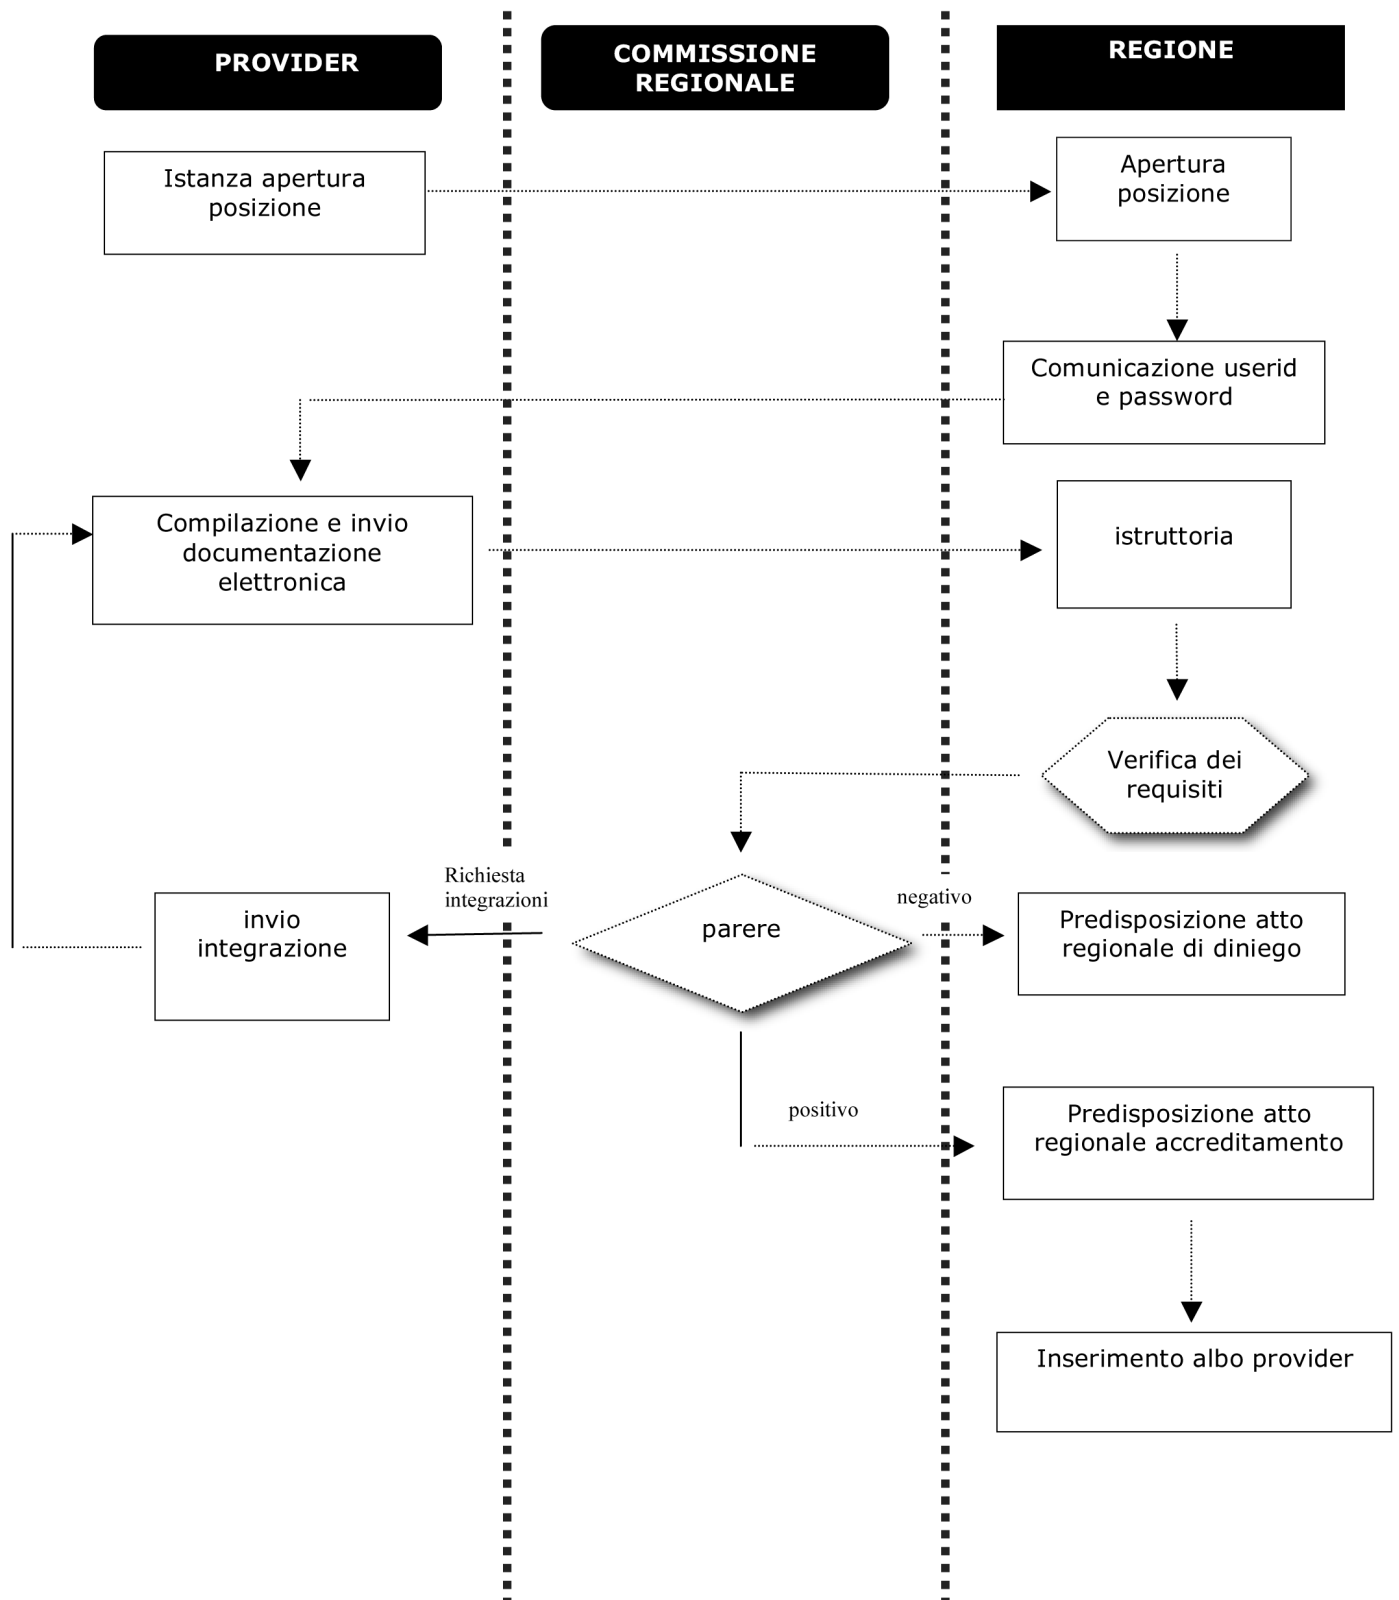 PROVIDER
COMMISSIONE
REGIONALE
REGIONE
Istanza apertura
posizione
Apertura
posizione
Comunicazione userid
e password
Compilazione e invio
documentazione
elettronica
istruttoria
Verifica dei
requisiti
Richiesta
integrazioni
invio
integrazione
parere
negativo
Predisposizione atto
regionale di diniego
positivo
Predisposizione atto
regionale accreditamento
Inserimento albo provider